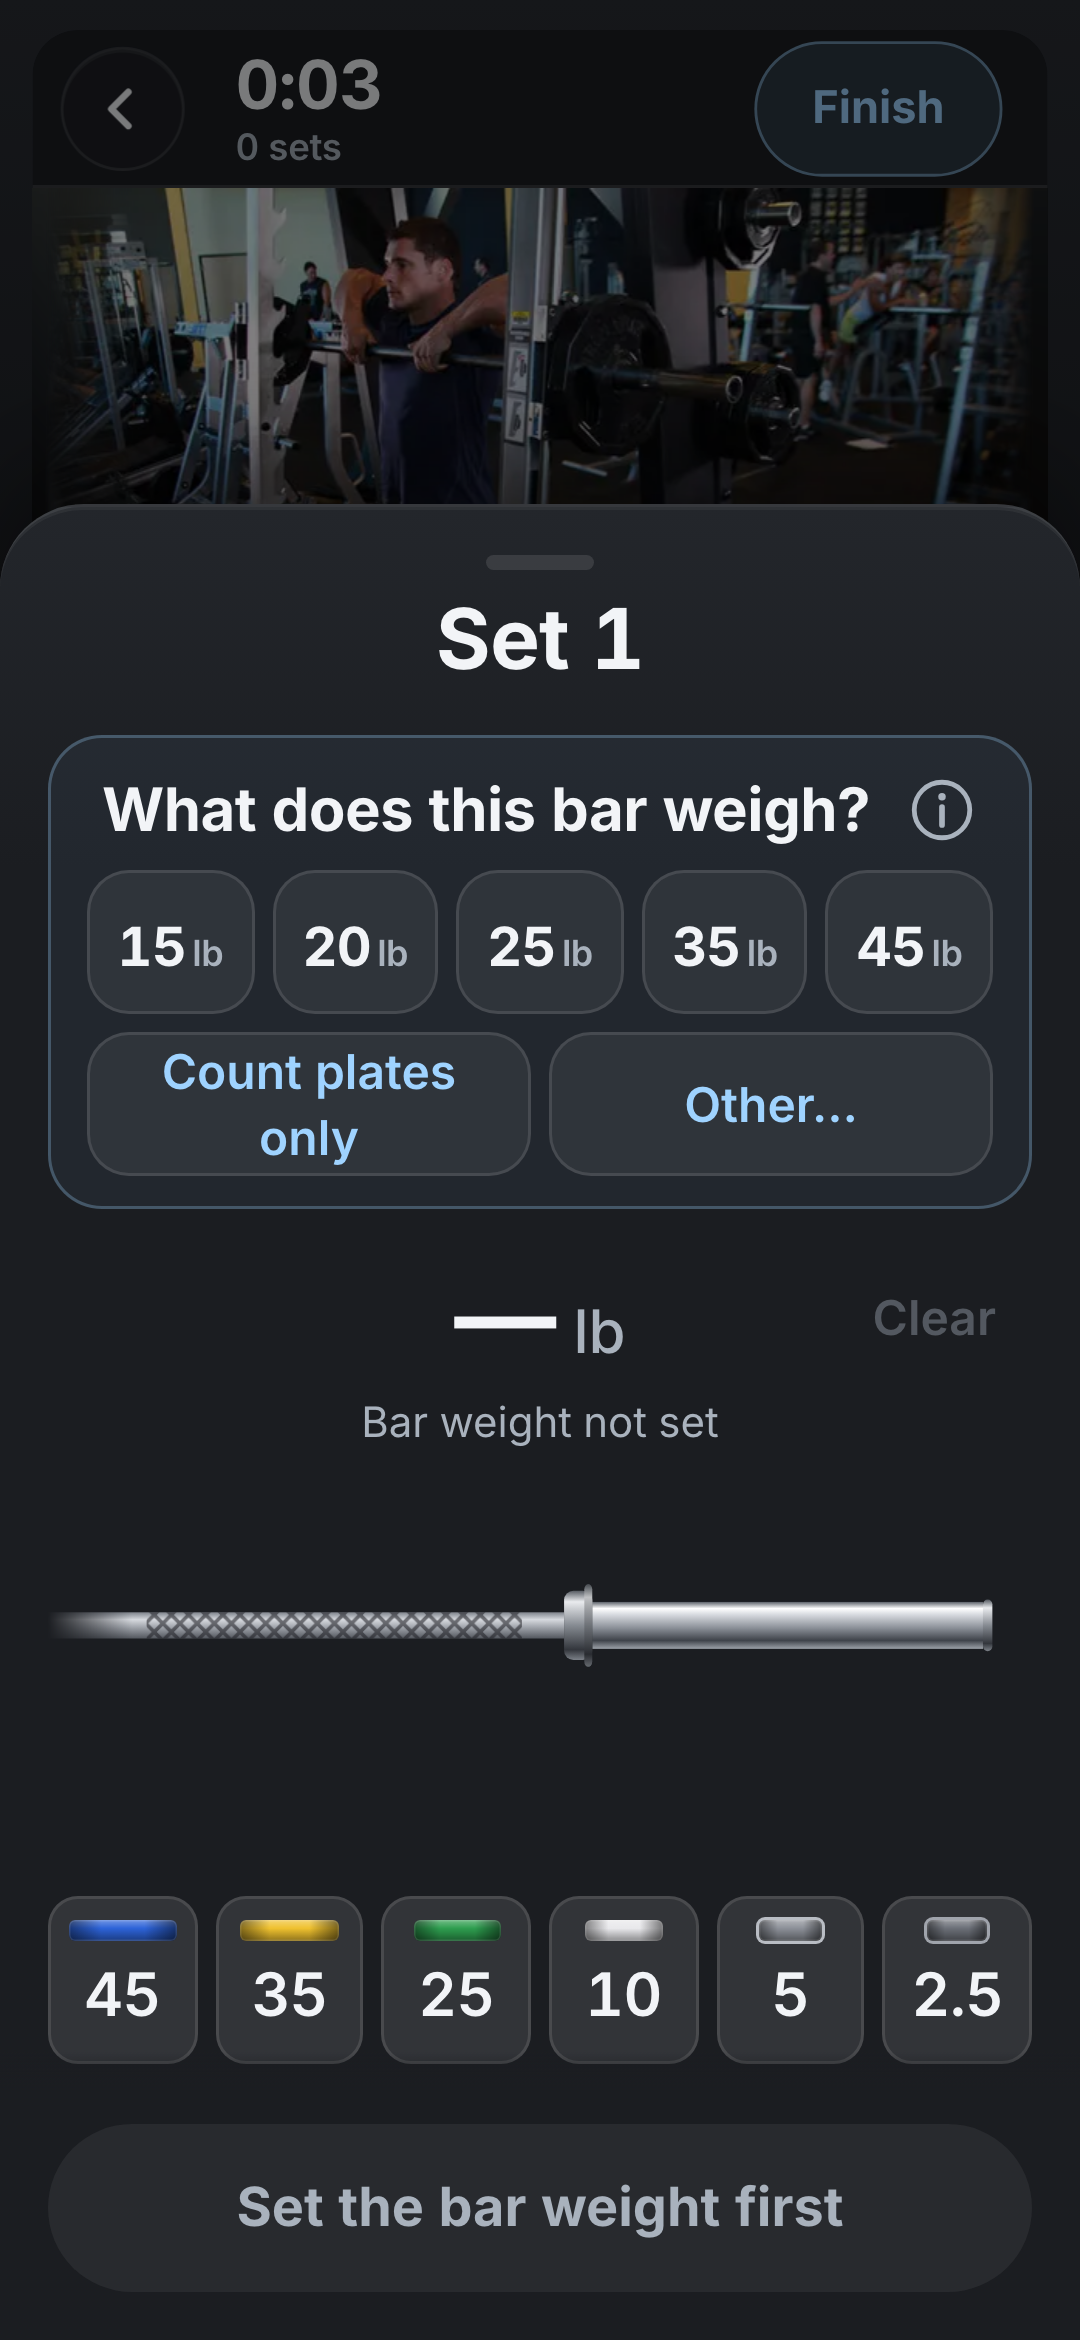 0:03
0 sets
Finish
Set 1
What does this bar weigh?
15 lb
20 lb
25 lb
35 lb
45 lb
Count plates
only
Other...
— lb
Clear
Bar weight not set
45
35
25
10
5
2.5
Set the bar weight first